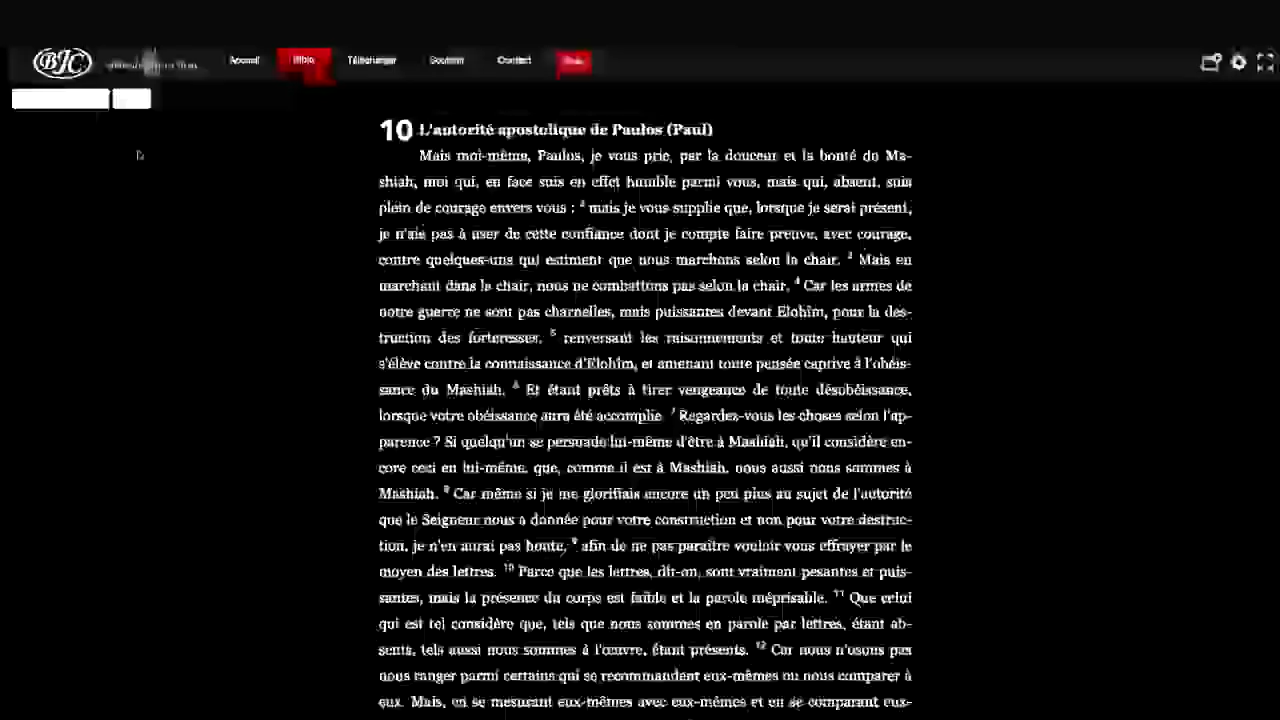 BJC
Accueil Bible Télécharger Soutenir Contact
10 L'autorité apostolique de Paulos (Paul)
Mais moi-même, Paulos, je vous prie, par la douceur et la bonté du Ma-
shiah, moi qui, en face suis en effet humble parmi vous, mais qui, absent, suis
plein de courage envers vous : 2 mais je vous supplie que, lorsque je serai présent,
je n'aie pas à user de cette confiance dont je compte faire preuve, avec courage,
contre quelques-uns qui estiment que nous marchons selon la chair. 3 Mais en
marchant dans la chair, nous ne combattons pas selon la chair. 4 Car les armes de
notre guerre ne sont pas charnelles, mais puissantes devant Elohîm, pour la des-
truction des forteresses, 5 renversant les raisonnements et toute hauteur qui
s'élève contre la connaissance d'Elohîm, et amenant toute pensée captive à l'obéis-
sance du Mashiah. 6 Et étant prêts à tirer vengeance de toute désobéissance,
lorsque votre obéissance aura été accomplie. 7 Regardez-vous les choses selon l'ap-
parence ? Si quelqu'un se persuade lui-même d'être à Mashiah, qu'il considère en-
core ceci en lui-même, que, comme il est à Mashiah, nous aussi nous sommes à
Mashiah. 8 Car même si je me glorifiais encore un peu plus au sujet de l'autorité
que le Seigneur nous a donnée pour votre construction et non pour votre destruc-
tion, je n'en aurai pas honte, 9 afin de ne pas paraître vouloir vous effrayer par le
moyen des lettres. 10 Parce que les lettres, dit-on, sont vraiment pesantes et puis-
santes, mais la présence du corps est faible et la parole méprisable. 11 Que celui
qui est tel considère que, tels que nous sommes en parole par lettres, étant ab-
sents, tels aussi nous sommes à l'œuvre, étant présents. 12 Car nous n'osons pas
nous ranger parmi certains qui se recommandent eux-mêmes ou nous comparer à
eux. Mais, en se mesurant eux-mêmes avec eux-mêmes et en se comparant eux-